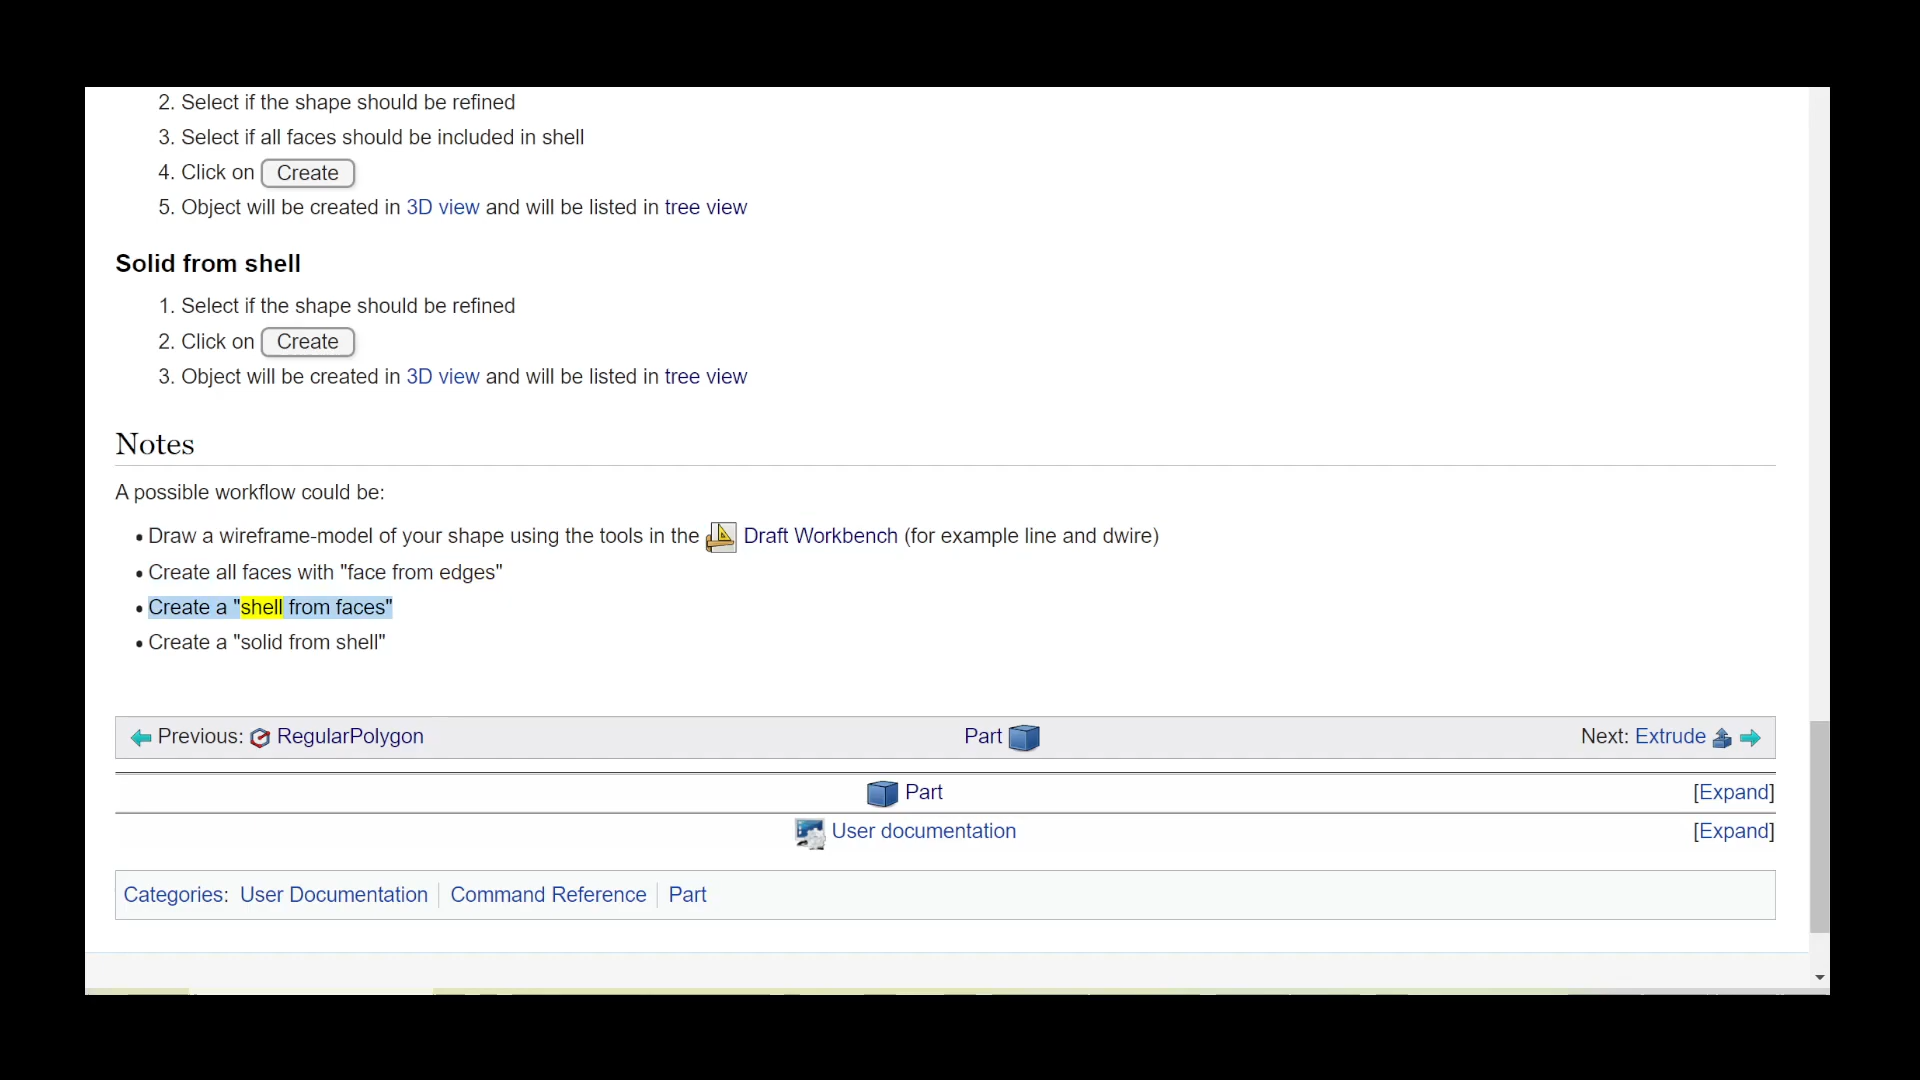 2. Select if the shape should be refined
3. Select if all faces should be included in shell
4. Click on Create
5. Object will be created in 3D view and will be listed in tree view
Solid from shell
1. Select if the shape should be refined
2. Click on Create
3. Object will be created in 3D view and will be listed in tree view
Notes
A possible workflow could be:
• Draw a wireframe-model of your shape using the tools in the Draft Workbench (for example line and dwire)
• Create all faces with "face from edges"
• Create a "shell from faces"
• Create a "solid from shell"
Previous: RegularPolygon Part Next: Extrude
Part [Expand]
User documentation [Expand]
Categories: User Documentation Command Reference Part